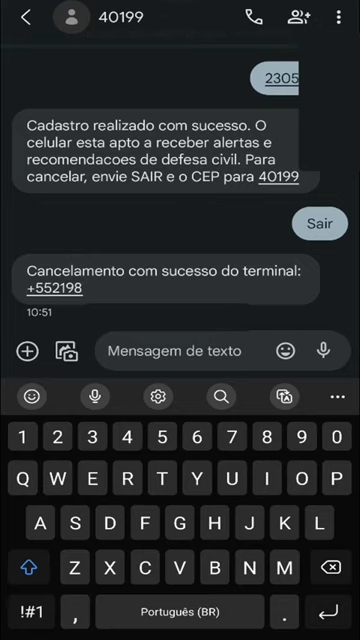 40199
2305
Cadastro realizado com sucesso. O
celular esta apto a receber alertas e
recomendacoes de defesa civil. Para
cancelar, envie SAIR e o CEP para 40199
Sair
Cancelamento com sucesso do terminal:
+552198
10:51
Mensagem de texto
1 2 3 4 5 6 7 8 9 0
Q W E R T Y U I O P
A S D F G H J K L
Z X C V B N M
!#1 , Português (BR) .